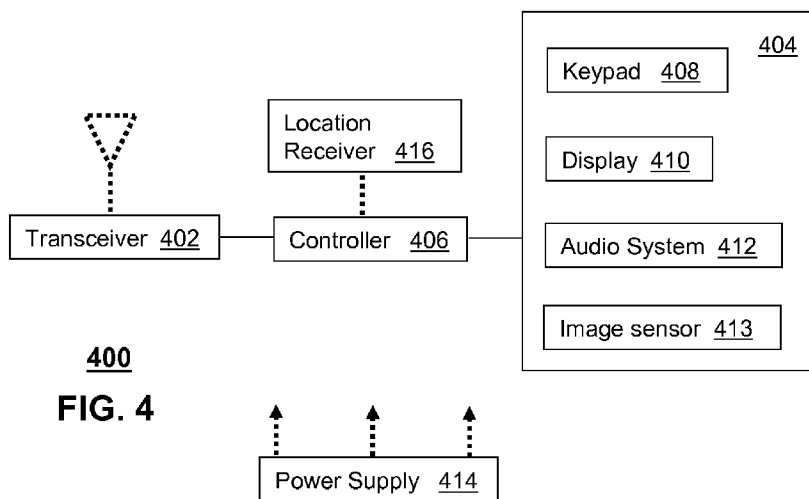 404
Keypad 408
Location
Receiver 416
Display 410
Transceiver 402
Controller 406
Audio System 412
Image sensor 413
400
FIG. 4
Power Supply 414